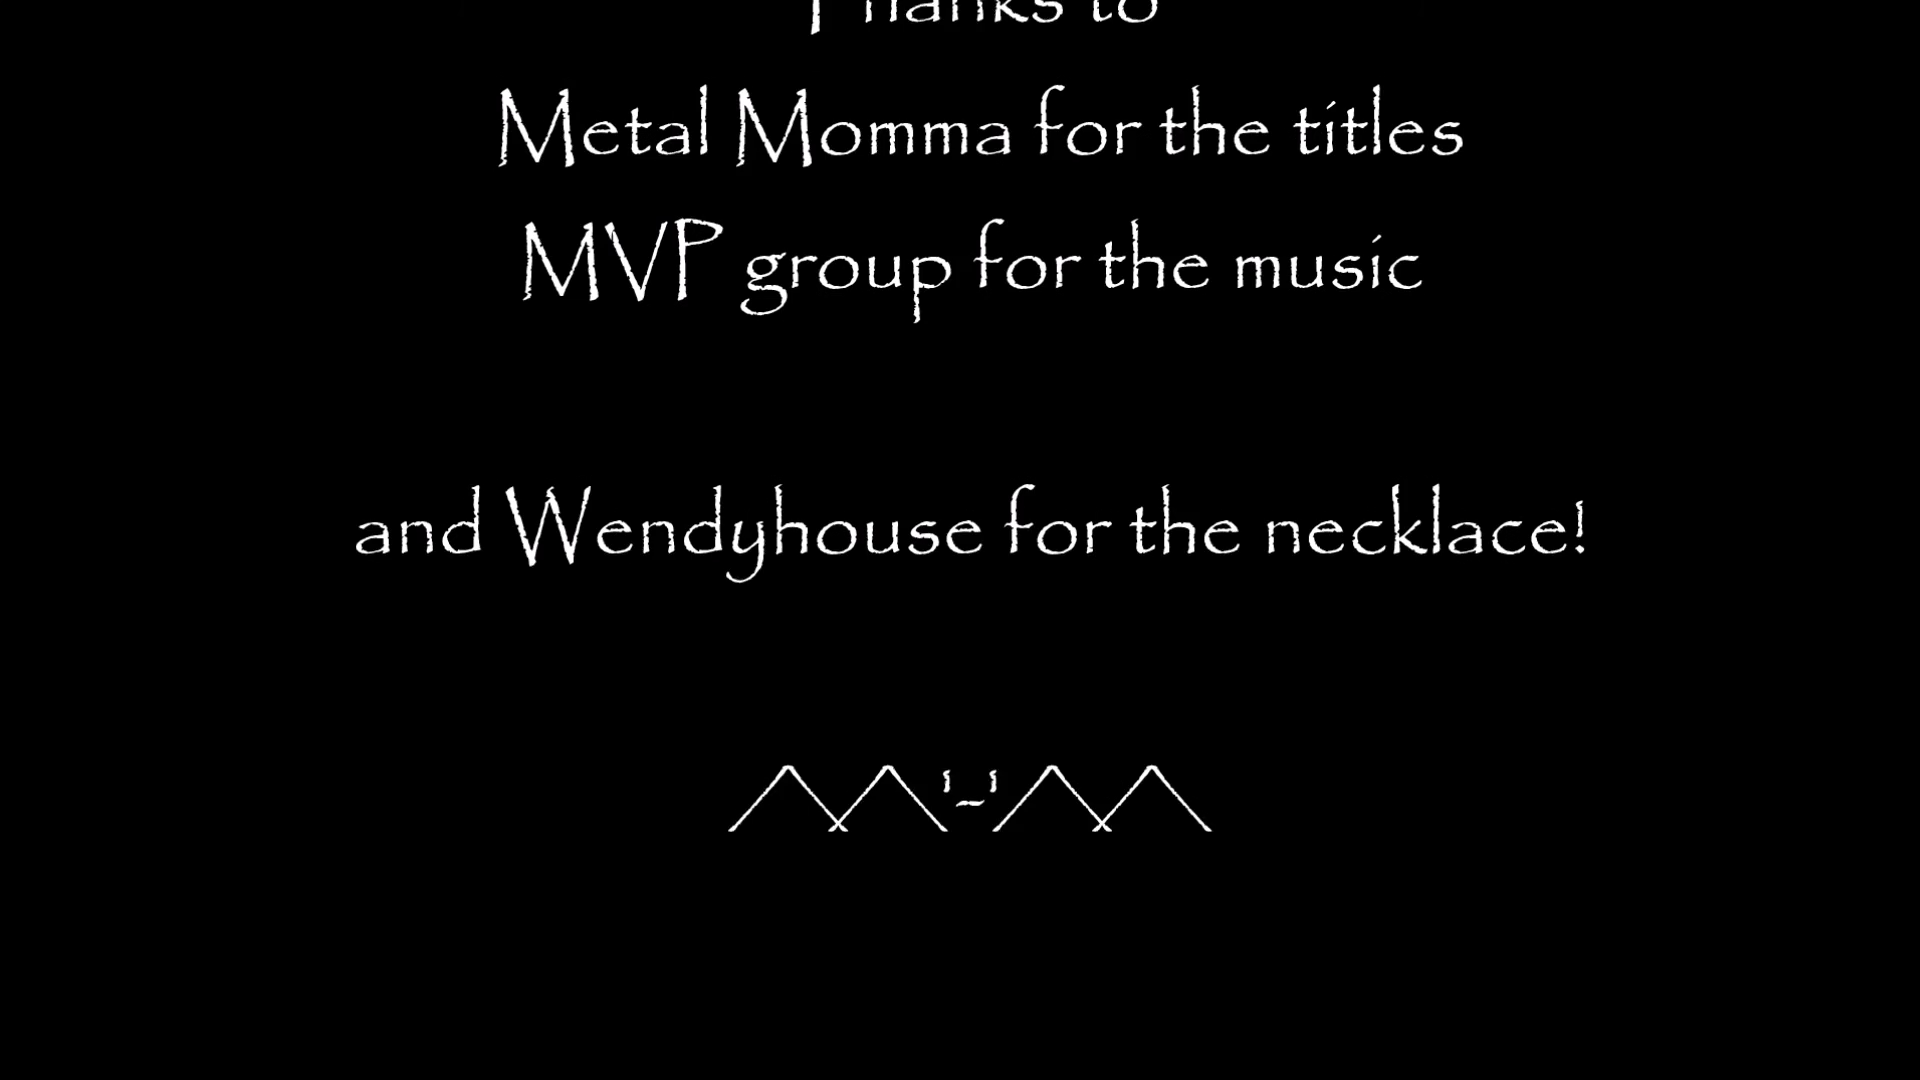 Thanks to
Metal Momma for the titles
MVP group for the music
and Wendyhouse for the necklace!
/\/\'-'/\/\